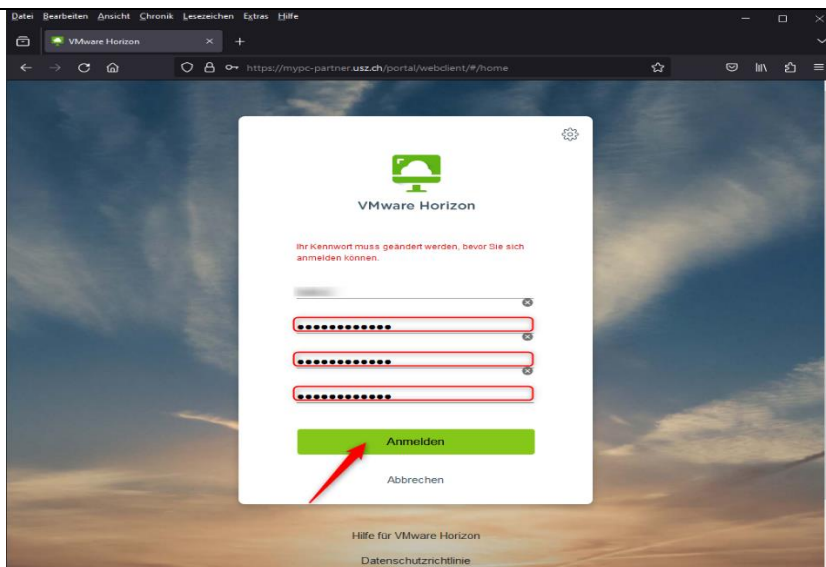 Datei Bearbeiten Ansicht Chronik Lesezeichen Extras Hilfe
VMware Horizon
https://mypc-partner.usz.ch/portal/webclient/#/home
VMware Horizon
Ihr Kennwort muss geändert werden, bevor Sie sich
anmelden können.
Anmelden
Abbrechen
Hilfe für VMware Horizon
Datenschutzrichtlinie